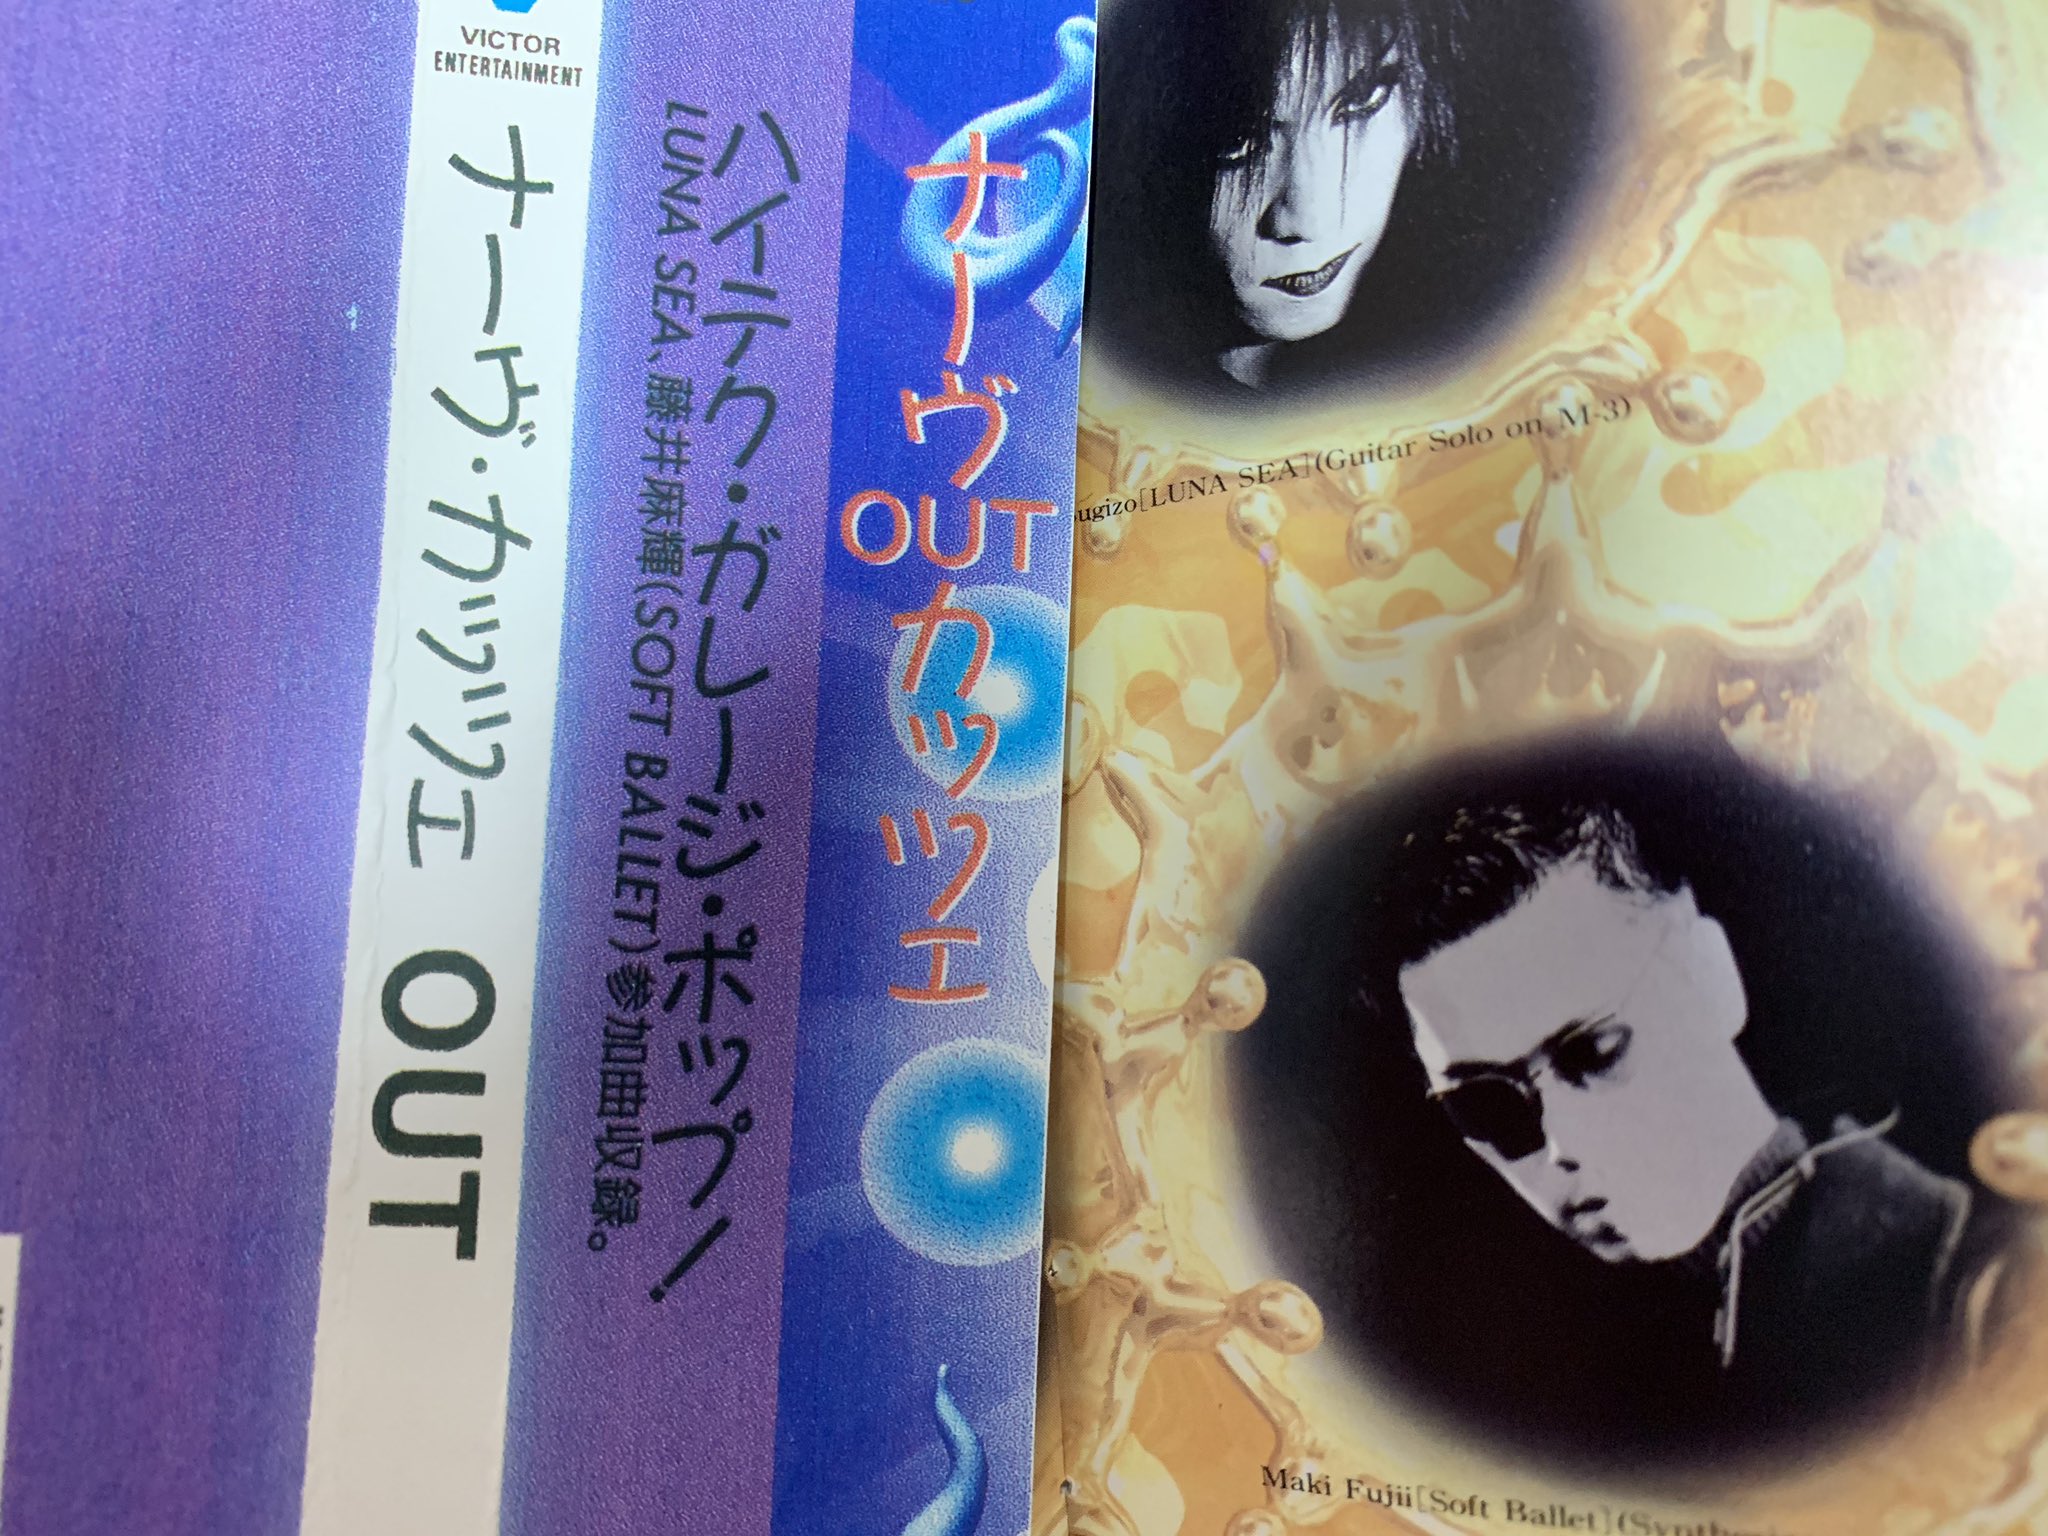 VICTOR
ENTERTAINMENT
ナーヴ・カッツェ OUT
ハイテク・ガレージ・ポップ!
LUNA SEA、藤井麻輝(SOFT BALLET)参加曲収録。
ナーヴ
OUT
カッツェ
ugizo[LUNA SEA](Guitar Solo on M-3)
Maki Fujii[Soft Ballet]